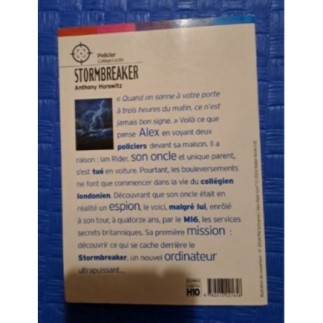 Policier
STORMBREAKER
Anthony Horowitz
« Quand on sonne à votre porte
à trois heures du matin, ce n'est
jamais bon signe. » Voilà ce que
pense Alex en voyant deux
policiers devant sa maison. Il a
raison : Ian Rider, son oncle et unique parent,
s'est tué en voiture. Pourtant, les bouleversements
ne font que commencer dans la vie du collégien
londonien. Découvrant que son oncle était en
réalité un espion, le voici, malgré lui, enrôlé
à son tour, à quatorze ans, par le MI6, les services
secrets britanniques. Sa première mission :
découvrir ce qui se cache derrière le
Stormbreaker, un nouvel ordinateur
ultrapuissant...
H10